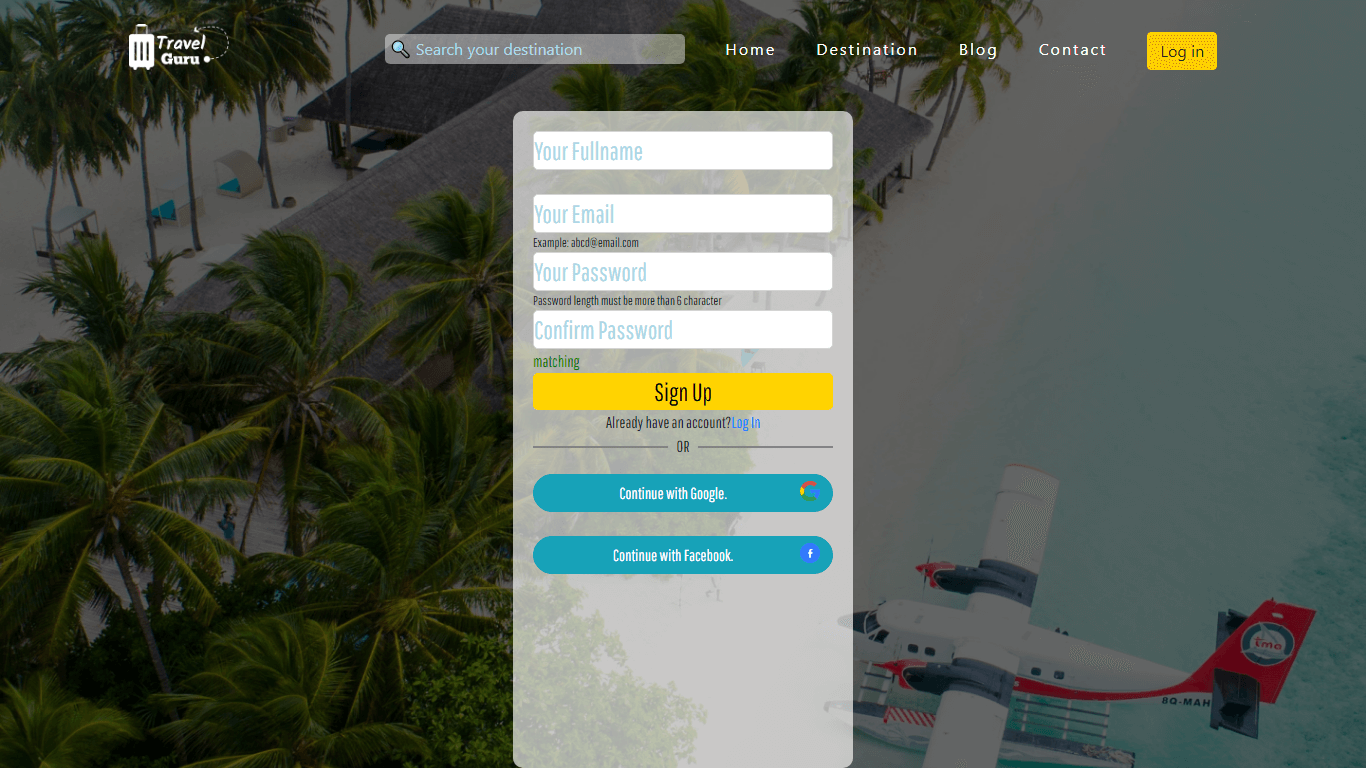 Travel
Guru
Search your destination
Home
Destination
Blog
Contact
Log in
Your Fullname
Your Email
Example: abcd@email.com
Your Password
Password length must be more than 6 character
Confirm Password
matching
Sign Up
Already have an account?Log In
OR
Continue with Google.
Continue with Facebook.
tma
8Q-MAH